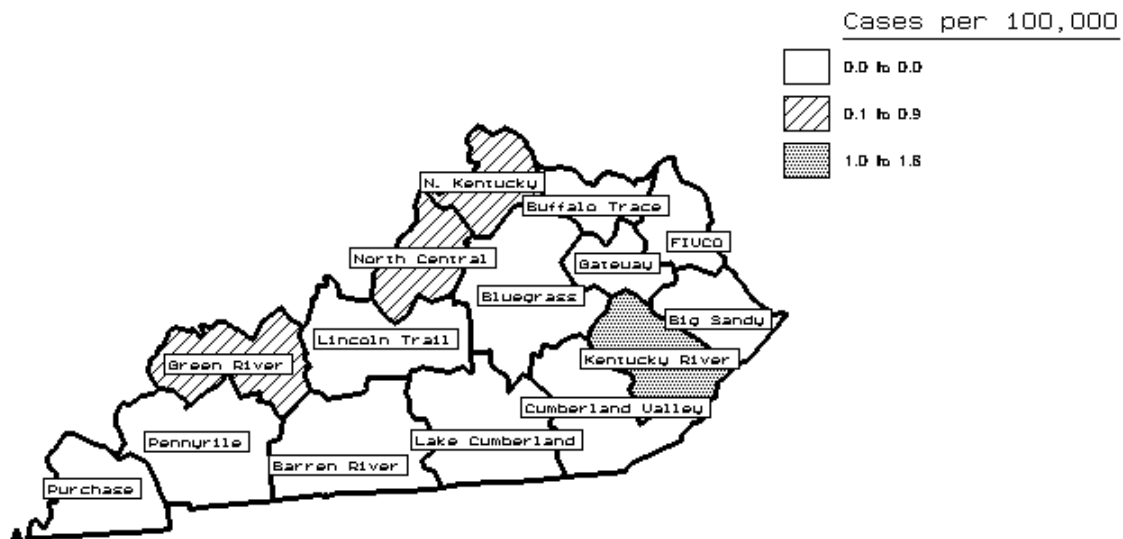 Cases per 100,000
0.0 to 0.0
0.1 to 0.9
1.0 to 1.8
N. Kentucky
Buffalo Trace
FIVCO
North Central
Gateway
Bluegrass
Big Sandy
Lincoln Trail
Kentucky River
Green River
Cumberland Valley
Lake Cumberland
Pennyrile
Barren River
Purchase